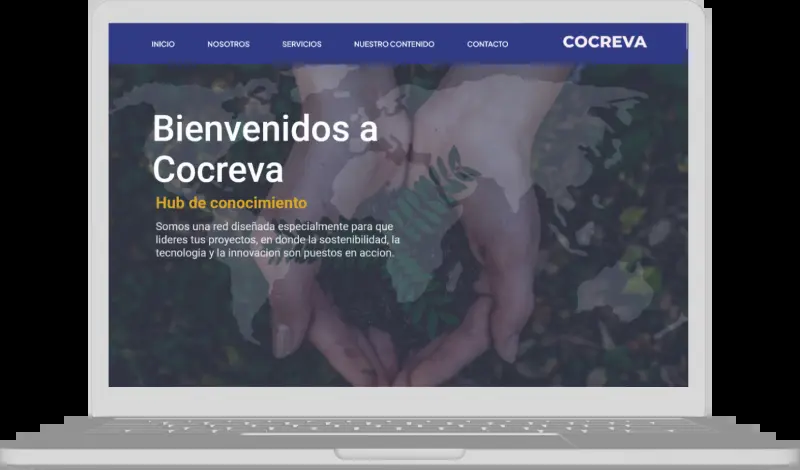 INICIO NOSOTROS SERVICIOS NUESTRO CONTENIDO CONTACTO COCREVA
Bienvenidos a
Cocreva
Hub de conocimiento
Somos una red diseñada especialmente para que
lideres tus proyectos, en donde la sostenibilidad, la
tecnologia y la innovacion son puestos en accion.